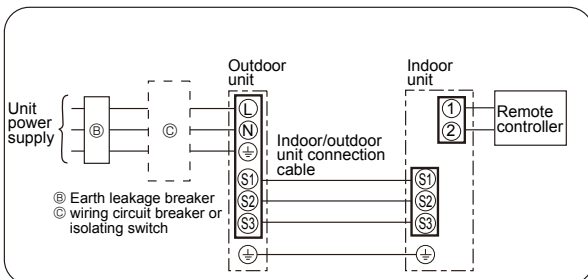 Outdoor
unit
Indoor
unit
Unit
power
supply
Ⓑ
Ⓒ
L
N
⏚
S1
S2
S3
⏚
Indoor/outdoor
unit connection
cable
1
2
S1
S2
S3
⏚
Remote
controller
Ⓑ Earth leakage breaker
Ⓒ wiring circuit breaker or
isolating switch